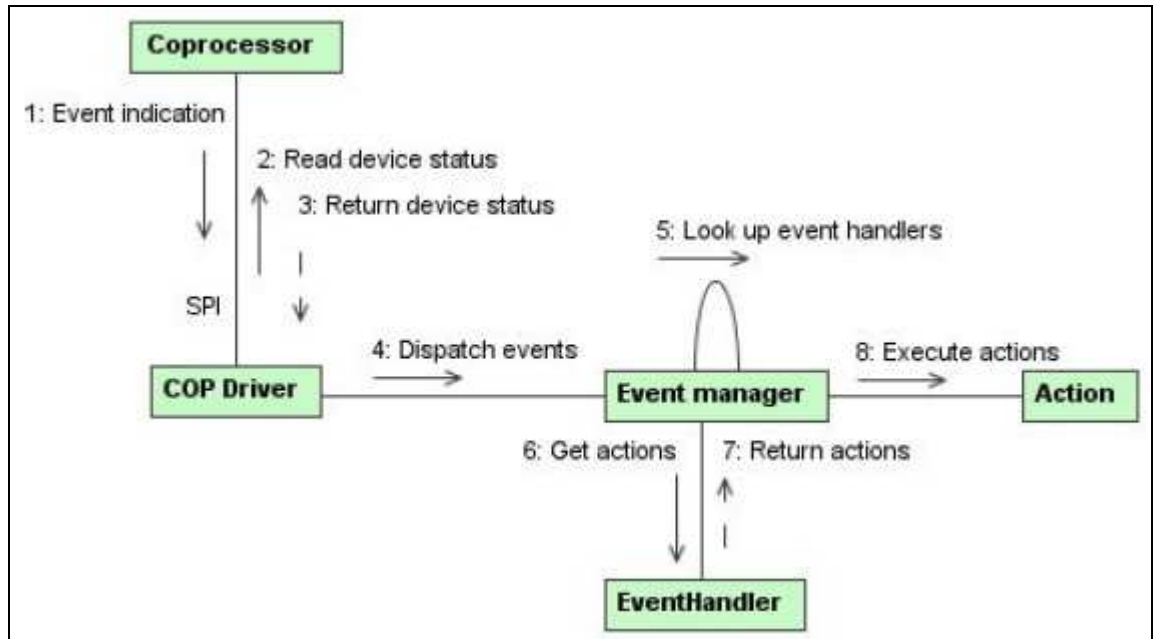 Coprocessor
1: Event indication
2: Read device status
3: Return device status
5: Look up event handlers
SPI
4: Dispatch events
8: Execute actions
COP Driver
Event manager
Action
6: Get actions
7: Return actions
EventHandler